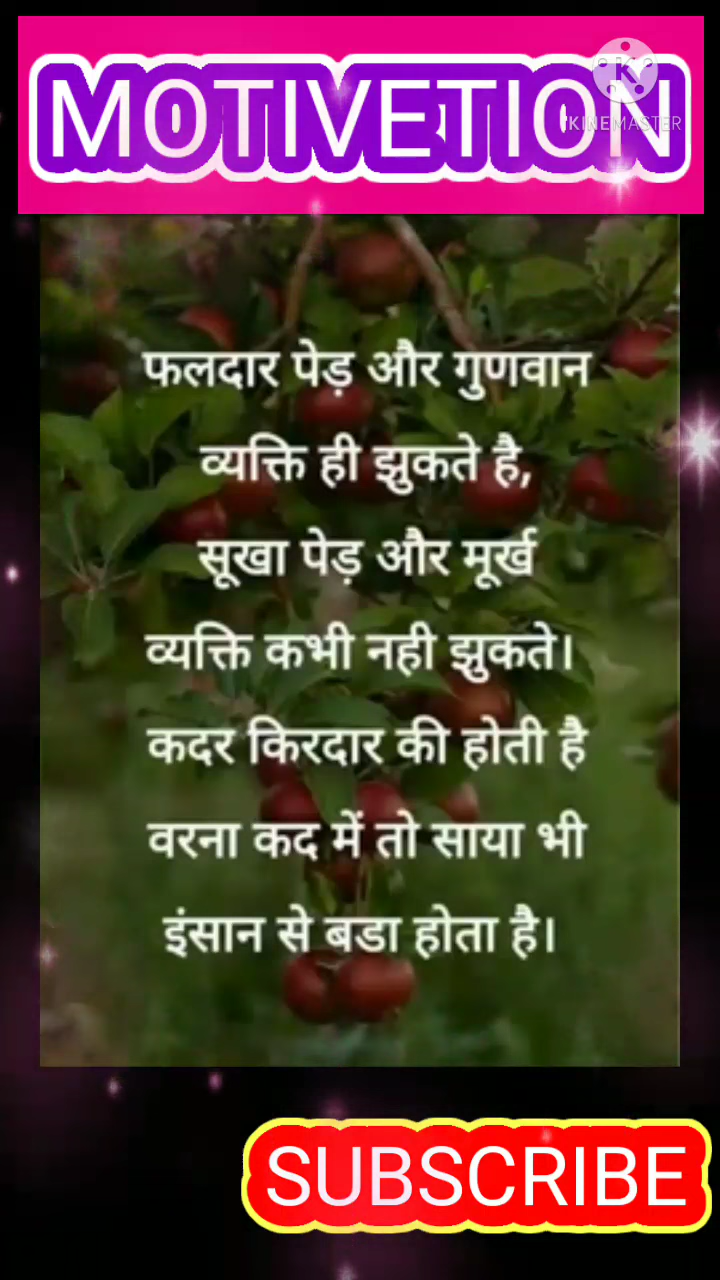 MOTIVETION
KINEMASTER
फलदार पेड़ और गुणवान
व्यक्ति ही झुकते है,
सूखा पेड़ और मूर्ख
व्यक्ति कभी नही झुकते।
कदर किरदार की होती है
वरना कद में तो साया भी
इंसान से बडा होता है।
SUBSCRIBE